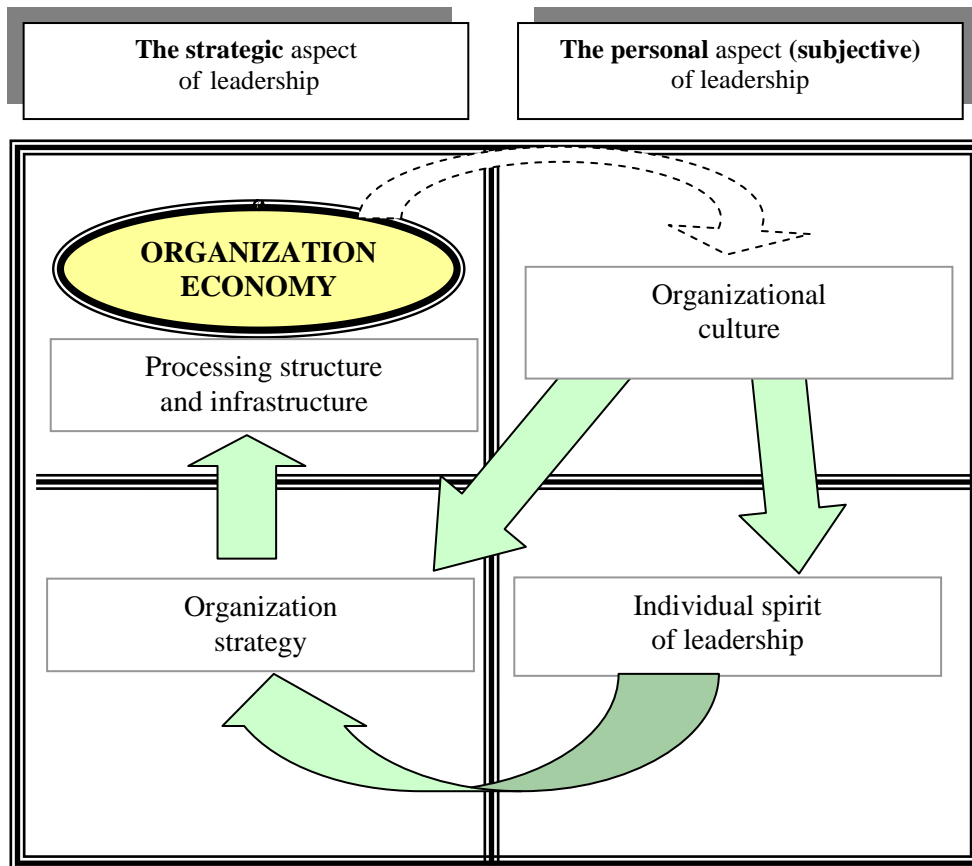 The strategic aspect
of leadership
The personal aspect (subjective)
of leadership
ORGANIZATION
ECONOMY
Organizational
culture
Processing structure
and infrastructure
Organization
strategy
Individual spirit
of leadership